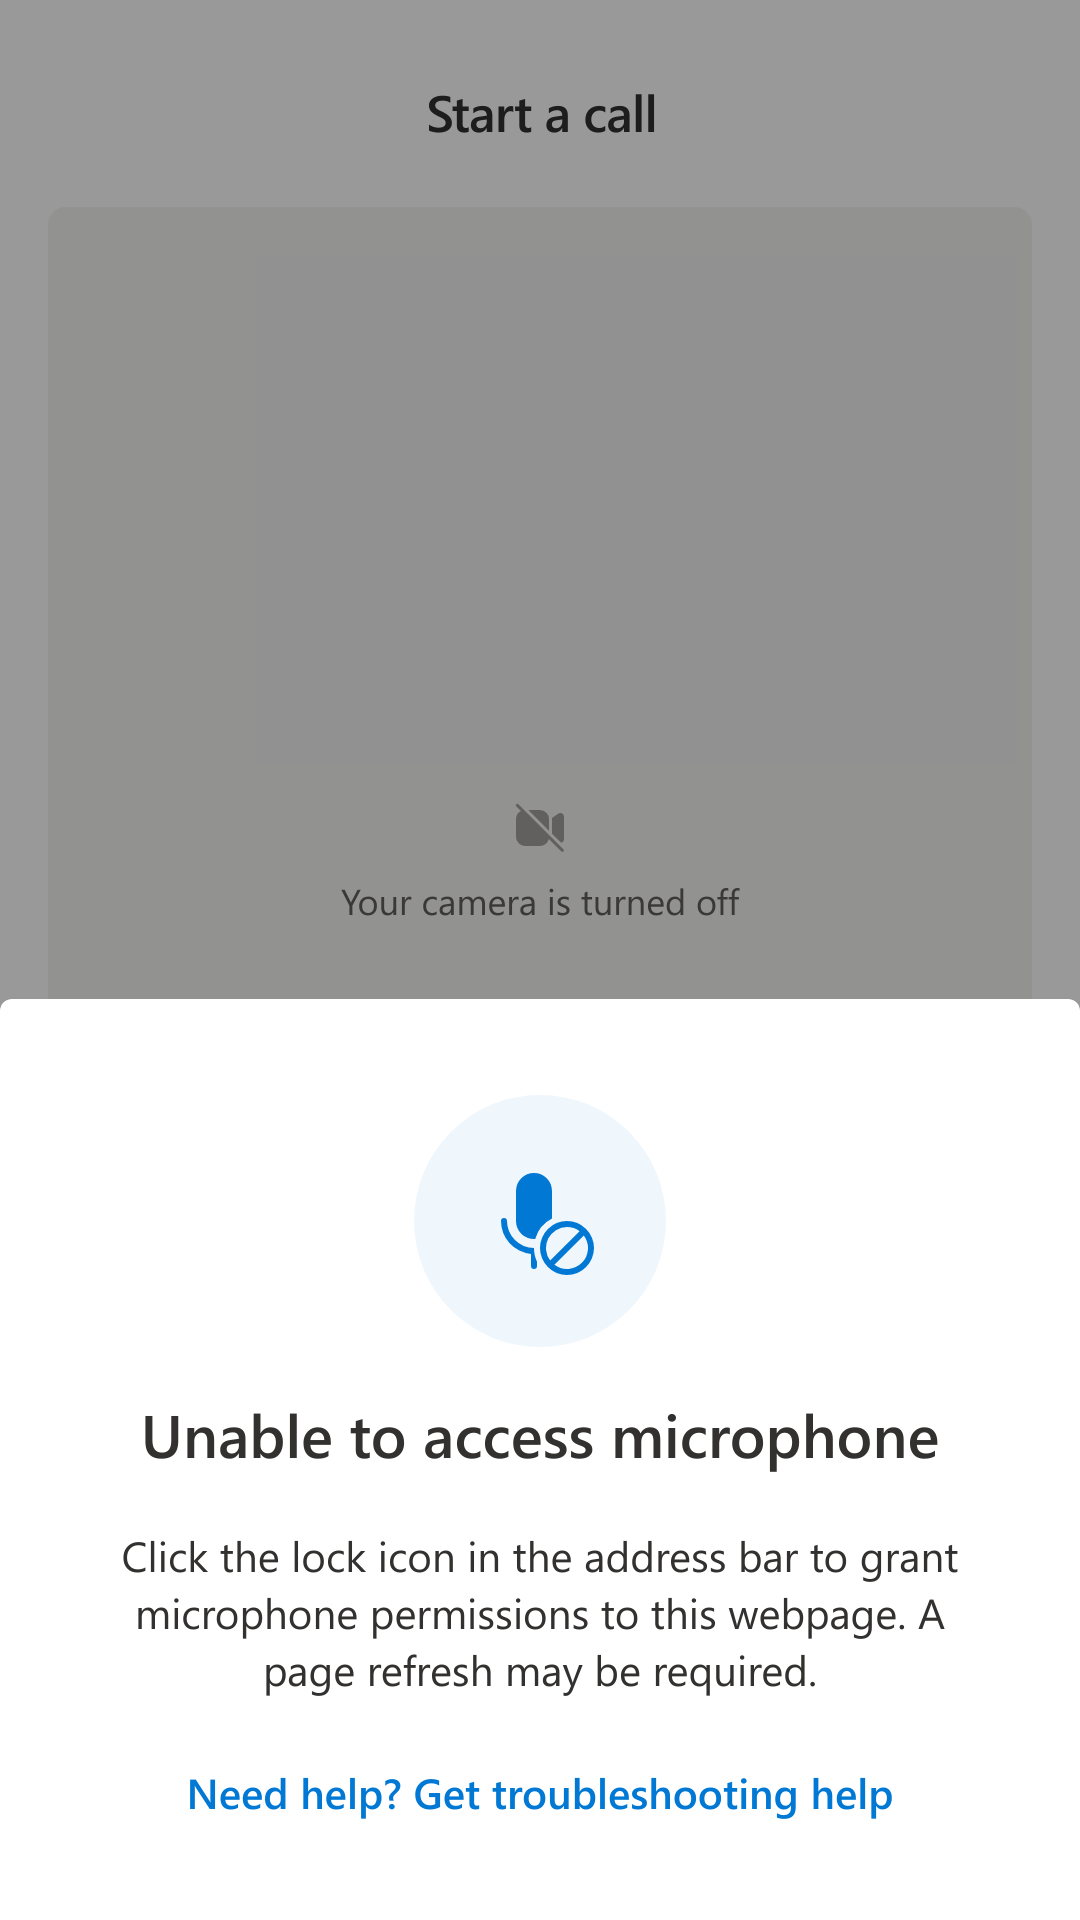 Start a call
Your camera is turned off
Unable to access microphone
Click the lock icon in the address bar to grant
microphone permissions to this webpage. A
page refresh may be required.
Need help? Get troubleshooting help